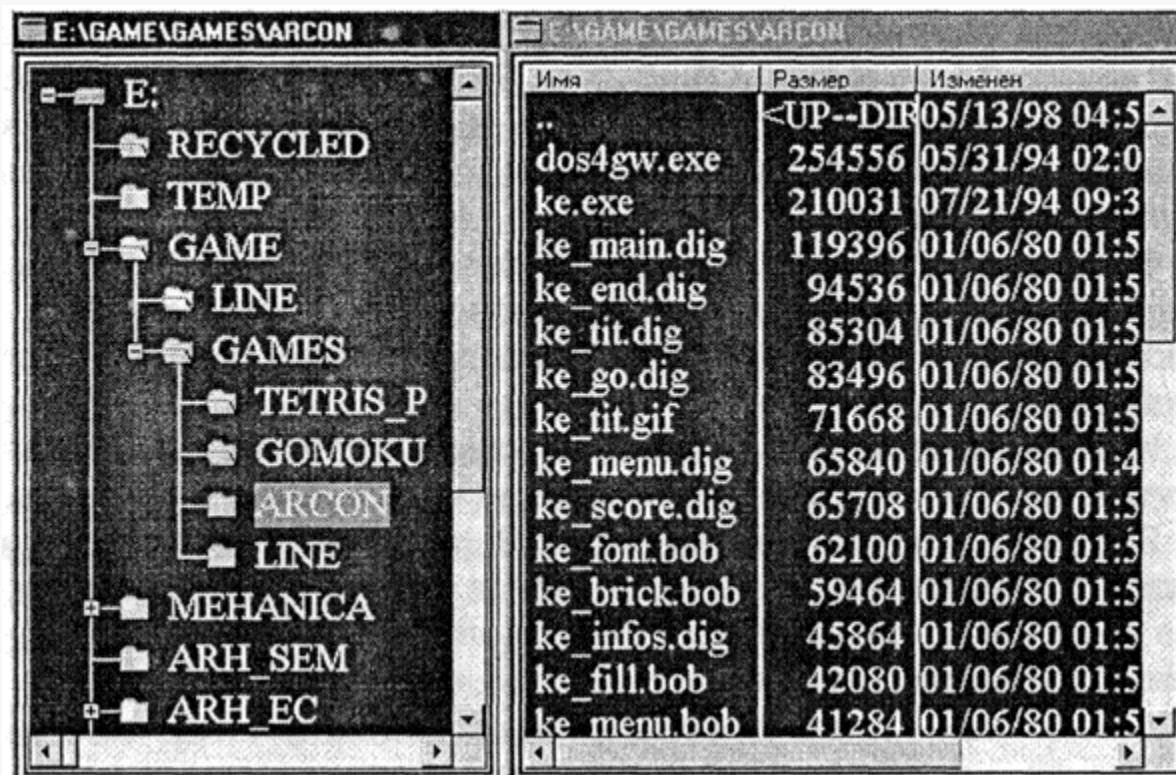 E:\GAME\GAMES\ARCON
E:
RECYCLED
TEMP
GAME
LINE
GAMES
TETRIS_P
GOMOKU
ARCON
LINE
MEHANICA
ARH_SEM
ARH_EC
E:\GAME\GAMES\ARCON
Имя Размер Изменен
.. <UP--DIR 05/13/98 04:5
dos4gw.exe 254556 05/31/94 02:0
ke.exe 210031 07/21/94 09:3
ke_main.dig 119396 01/06/80 01:5
ke_end.dig 94536 01/06/80 01:5
ke_tit.dig 85304 01/06/80 01:5
ke_go.dig 83496 01/06/80 01:5
ke_tit.gif 71668 01/06/80 01:5
ke_menu.dig 65840 01/06/80 01:4
ke_score.dig 65708 01/06/80 01:5
ke_font.bob 62100 01/06/80 01:5
ke_brick.bob 59464 01/06/80 01:5
ke_infos.dig 45864 01/06/80 01:5
ke_fill.bob 42080 01/06/80 01:5
ke_menu.bob 41284 01/06/80 01:5